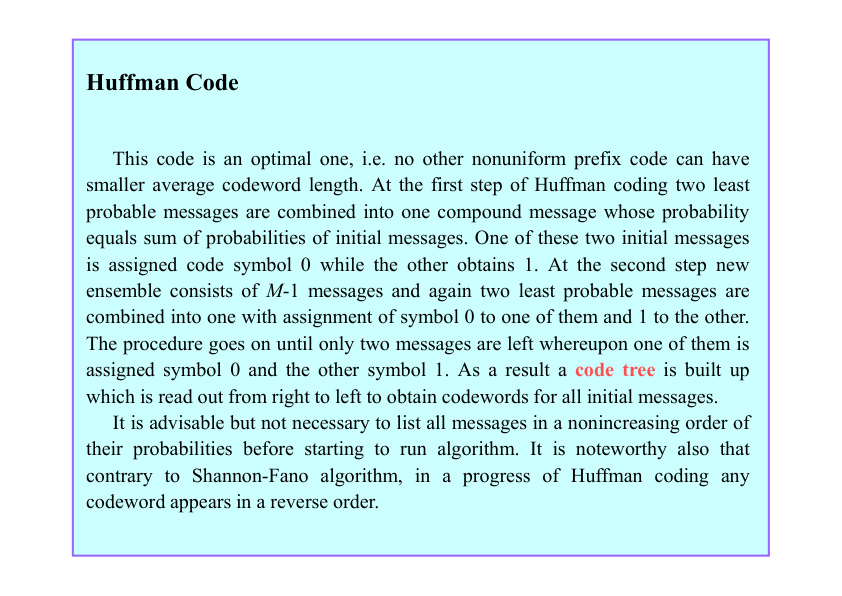 Huffman Code
This code is an optimal one, i.e. no other nonuniform prefix code can have
smaller average codeword length. At the first step of Huffman coding two least
probable messages are combined into one compound message whose probability
equals sum of probabilities of initial messages. One of these two initial messages
is assigned code symbol 0 while the other obtains 1. At the second step new
ensemble consists of M-1 messages and again two least probable messages are
combined into one with assignment of symbol 0 to one of them and 1 to the other.
The procedure goes on until only two messages are left whereupon one of them is
assigned symbol 0 and the other symbol 1. As a result a code tree is built up
which is read out from right to left to obtain codewords for all initial messages.
It is advisable but not necessary to list all messages in a nonincreasing order of
their probabilities before starting to run algorithm. It is noteworthy also that
contrary to Shannon-Fano algorithm, in a progress of Huffman coding any
codeword appears in a reverse order.